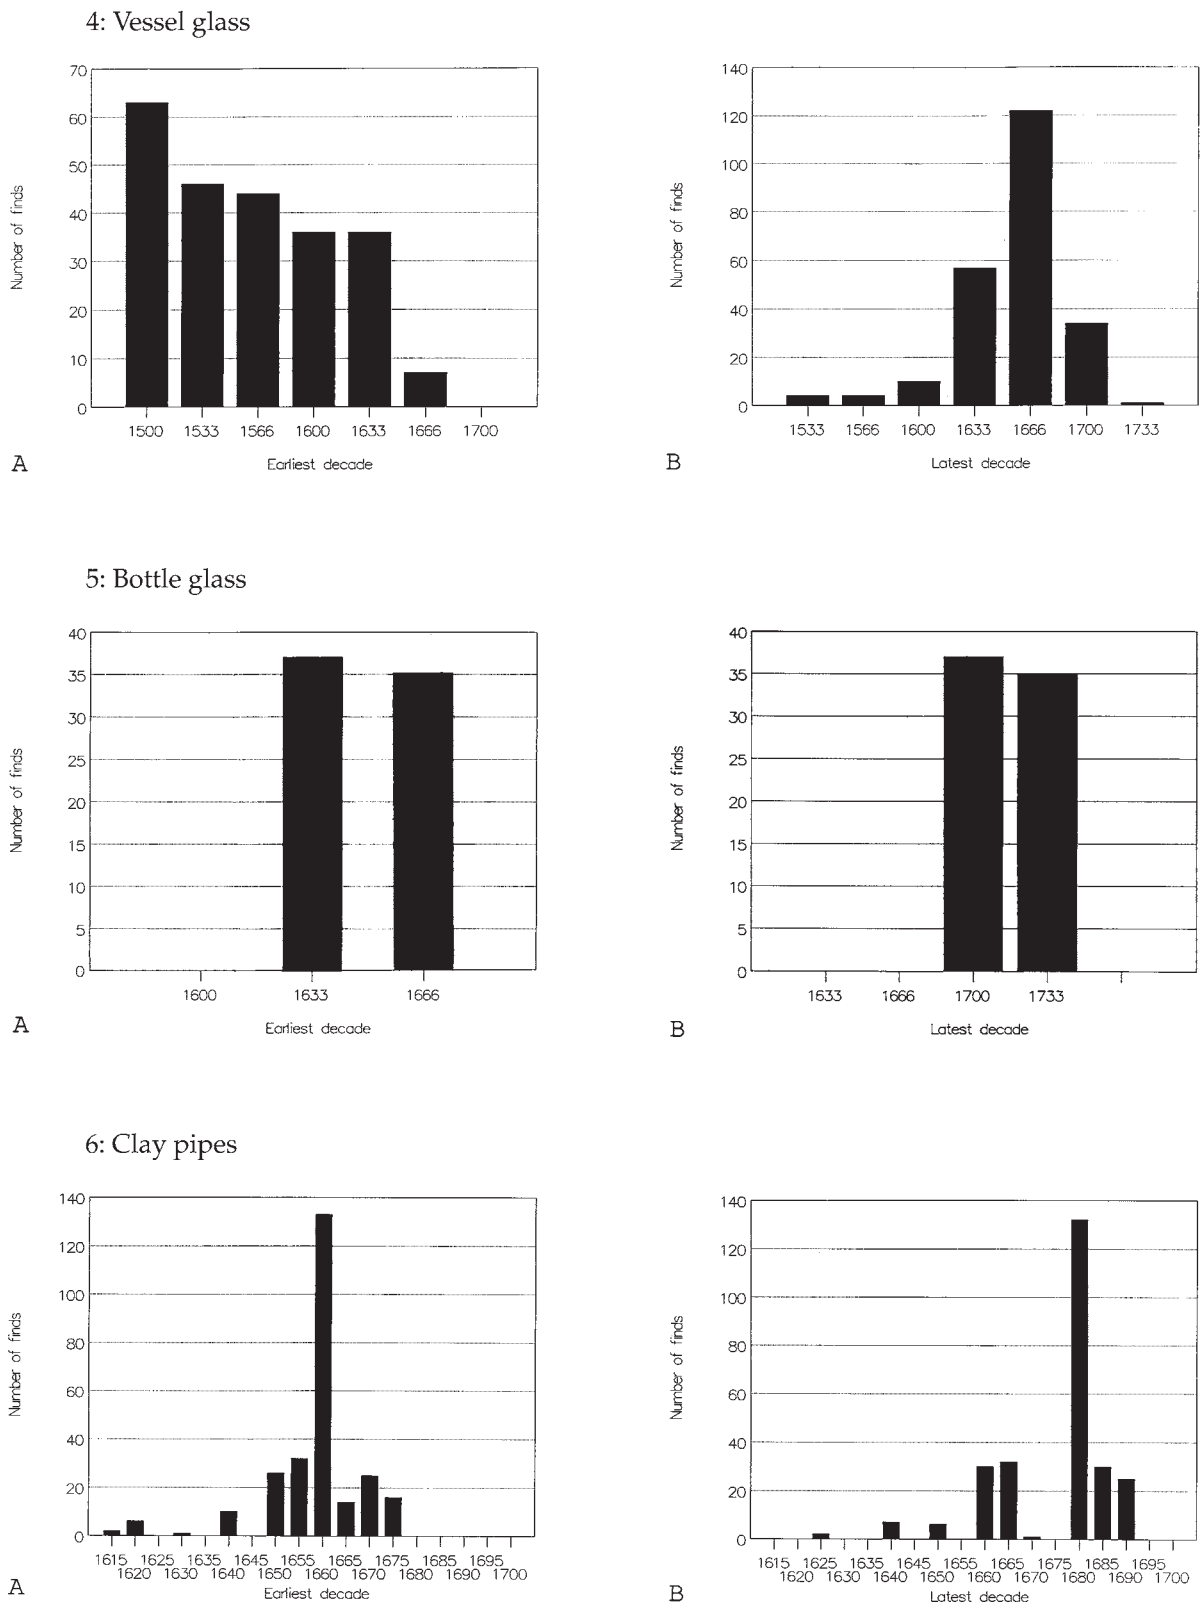 4: Vessel glass
70
60
50
40
30
20
10
0
Number of finds
1500 1533 1566 1600 1633 1666 1700
Earliest decade
A
140
120
100
80
60
40
20
0
Number of finds
1533 1566 1600 1633 1666 1700 1733
Latest decade
B
5: Bottle glass
40
35
30
25
20
15
10
5
0
Number of finds
1600 1633 1666
Earliest decade
A
40
35
30
25
20
15
10
5
0
Number of finds
1533 1666 1700 1733
Latest decade
B
6: Clay pipes
140
120
100
80
60
40
20
0
Number of finds
1615 1625 1635 1645 1655 1665 1675 1685 1695
1620 1630 1640 1650 1660 1670 1680 1690 1700
Earliest decade
A
140
120
100
80
60
40
20
0
Number of finds
1615 1625 1635 1645 1655 1665 1675 1685 1695
1620 1630 1640 1650 1660 1670 1680 1690 1700
Latest decade
B